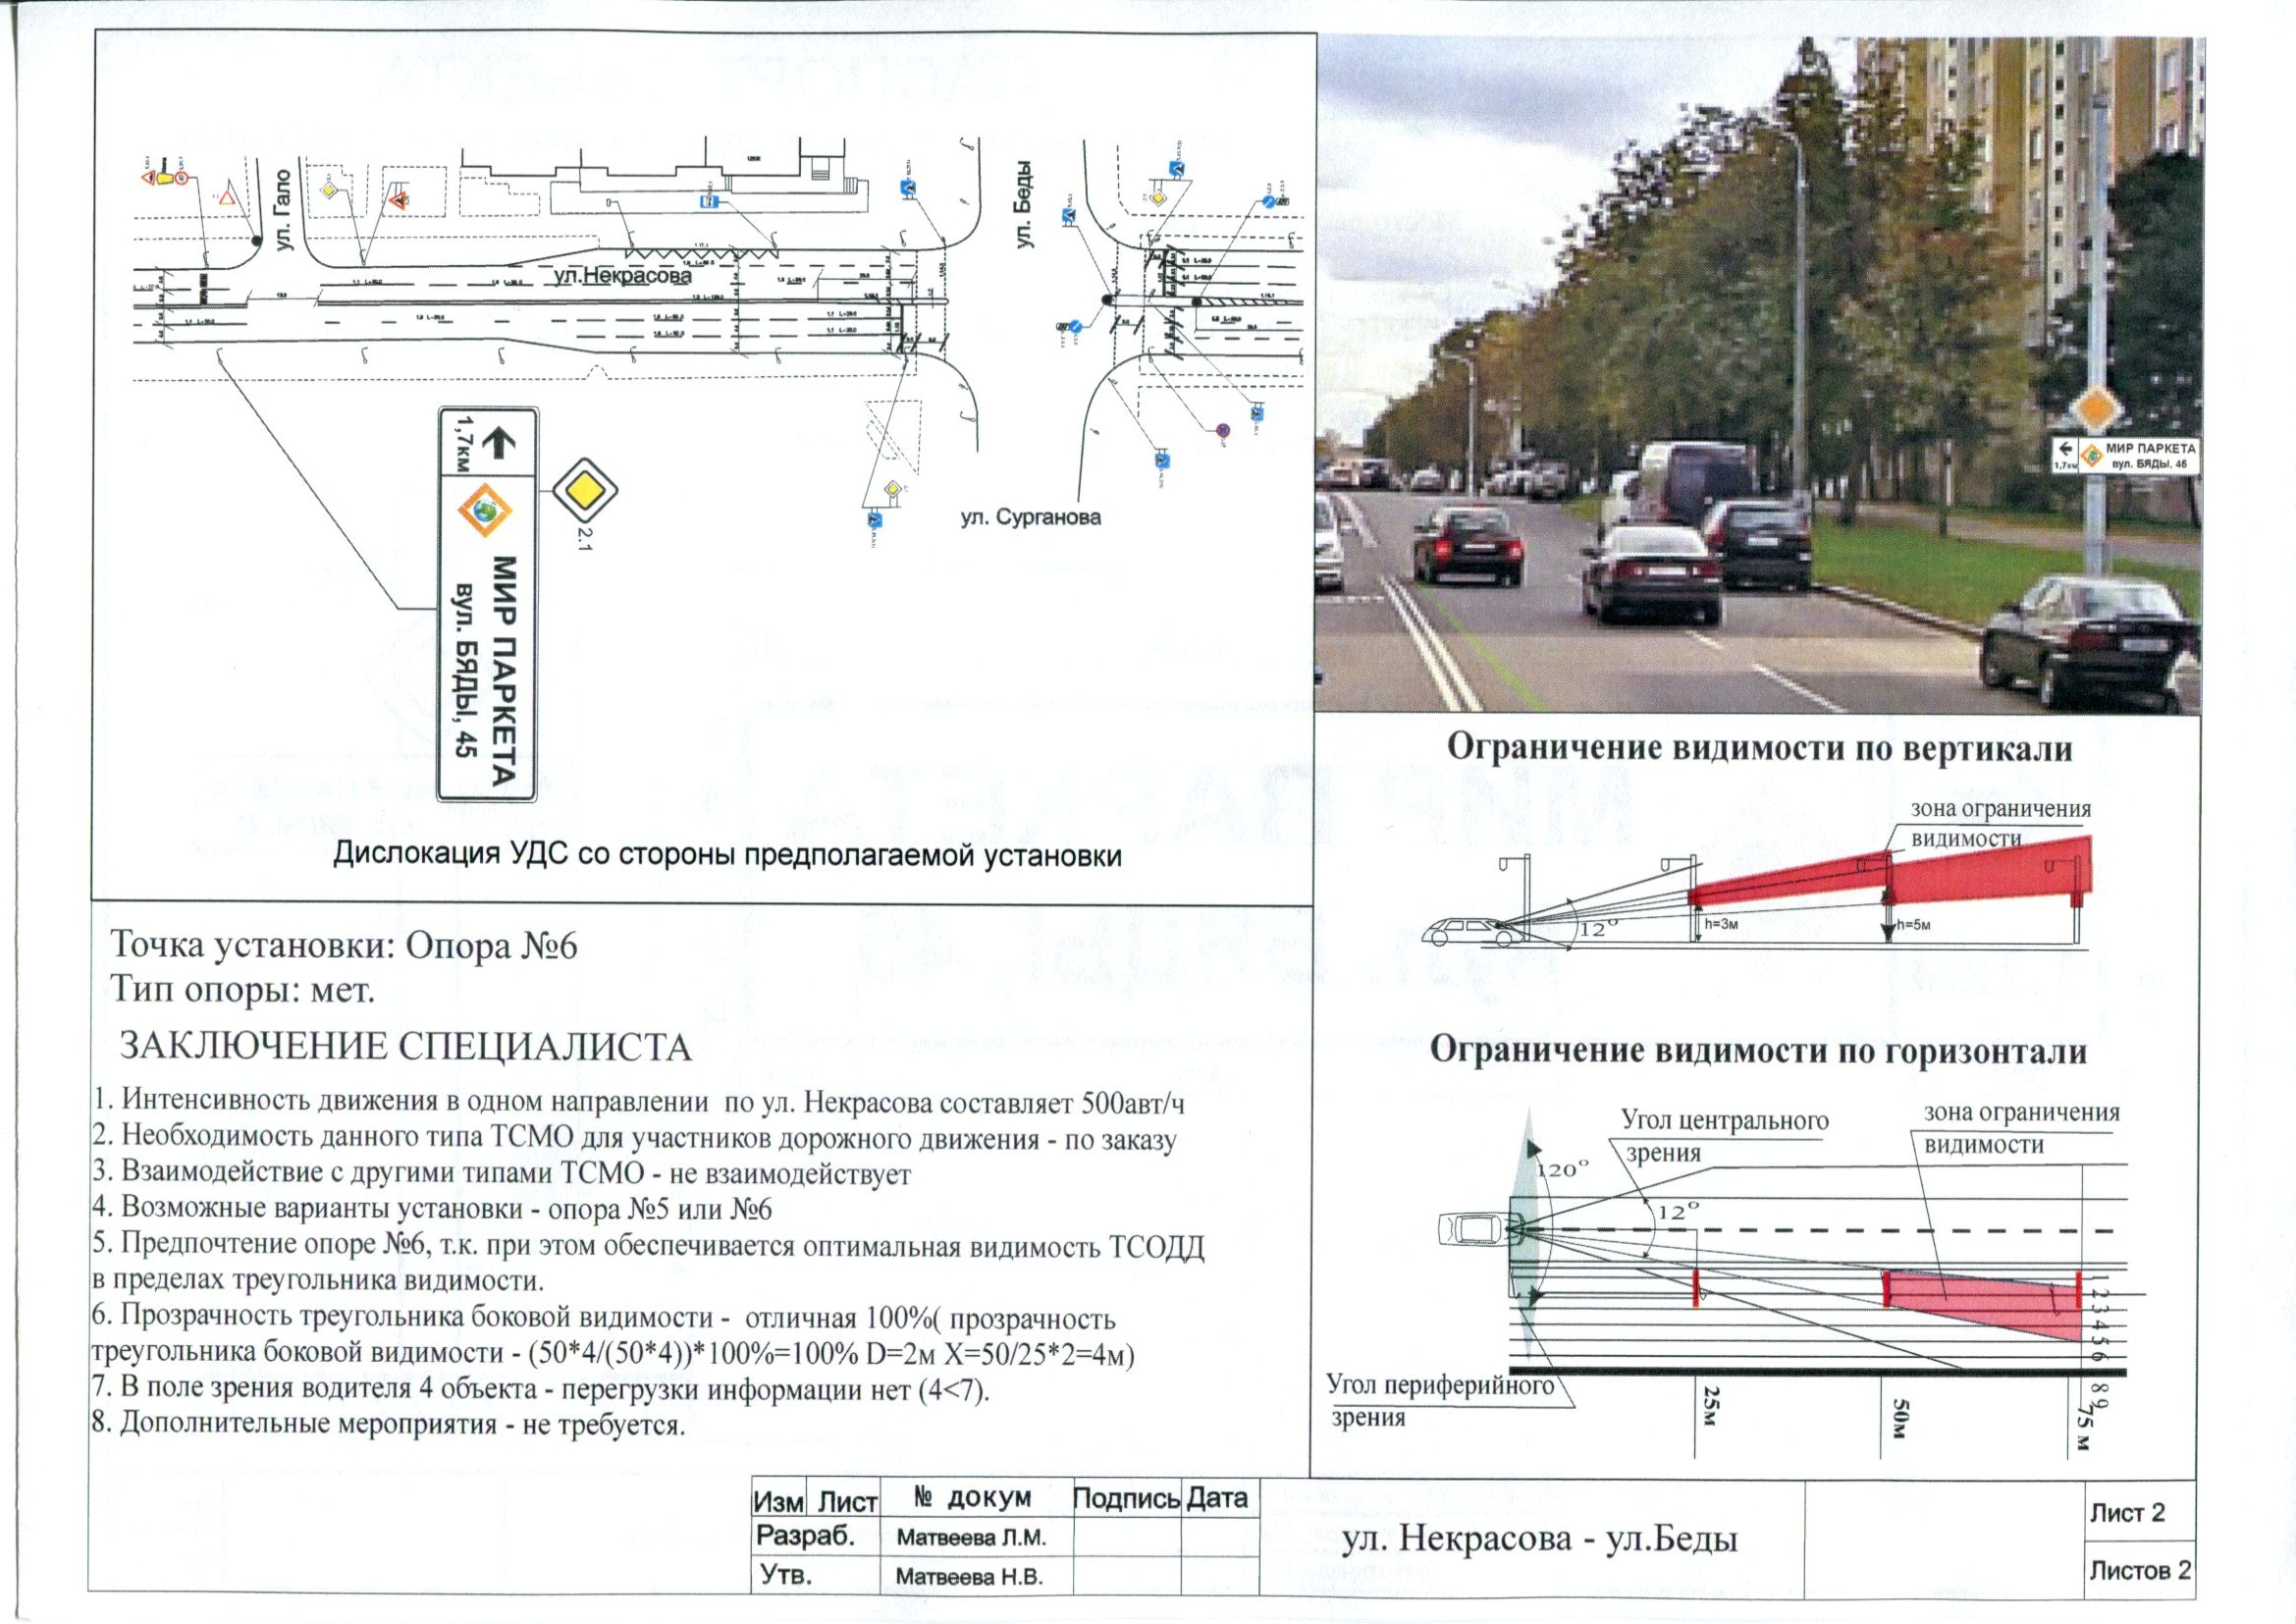 ул. Гало
ул. Беды
ул.Некрасова
ул. Сурганова
1,7км
МИР ПАРКЕТА
вул. БЯДЫ, 45
2.1
Дислокация УДС со стороны предполагаемой установки
МИР ПАРКЕТА
1,7км
вул. БЯДЫ, 45
Ограничение видимости по вертикали
зона ограничения
видимости
12°
h=3м
h=5м
Ограничение видимости по горизонтали
Угол центрального
зрения
зона ограничения
видимости
120°
12°
Угол периферийного
зрения
25м
50м
75 м
1 2 3 4 5 6 8 9
Точка установки: Опора №6
Тип опоры: мет.
ЗАКЛЮЧЕНИЕ СПЕЦИАЛИСТА
1. Интенсивность движения в одном направлении по ул. Некрасова составляет 500авт/ч
2. Необходимость данного типа ТСМО для участников дорожного движения - по заказу
3. Взаимодействие с другими типами ТСМО - не взаимодействует
4. Возможные варианты установки - опора №5 или №6
5. Предпочтение опоре №6, т.к. при этом обеспечивается оптимальная видимость ТСОДД
в пределах треугольника видимости.
6. Прозрачность треугольника боковой видимости - отличная 100%( прозрачность
треугольника боковой видимости - (50*4/(50*4))*100%=100% D=2м X=50/25*2=4м)
7. В поле зрения водителя 4 объекта - перегрузки информации нет (4<7).
8. Дополнительные мероприятия - не требуется.
Изм Лист № докум Подпись Дата
Разраб. Матвеева Л.М.
Утв. Матвеева Н.В.
ул. Некрасова - ул.Беды
Лист 2
Листов 2